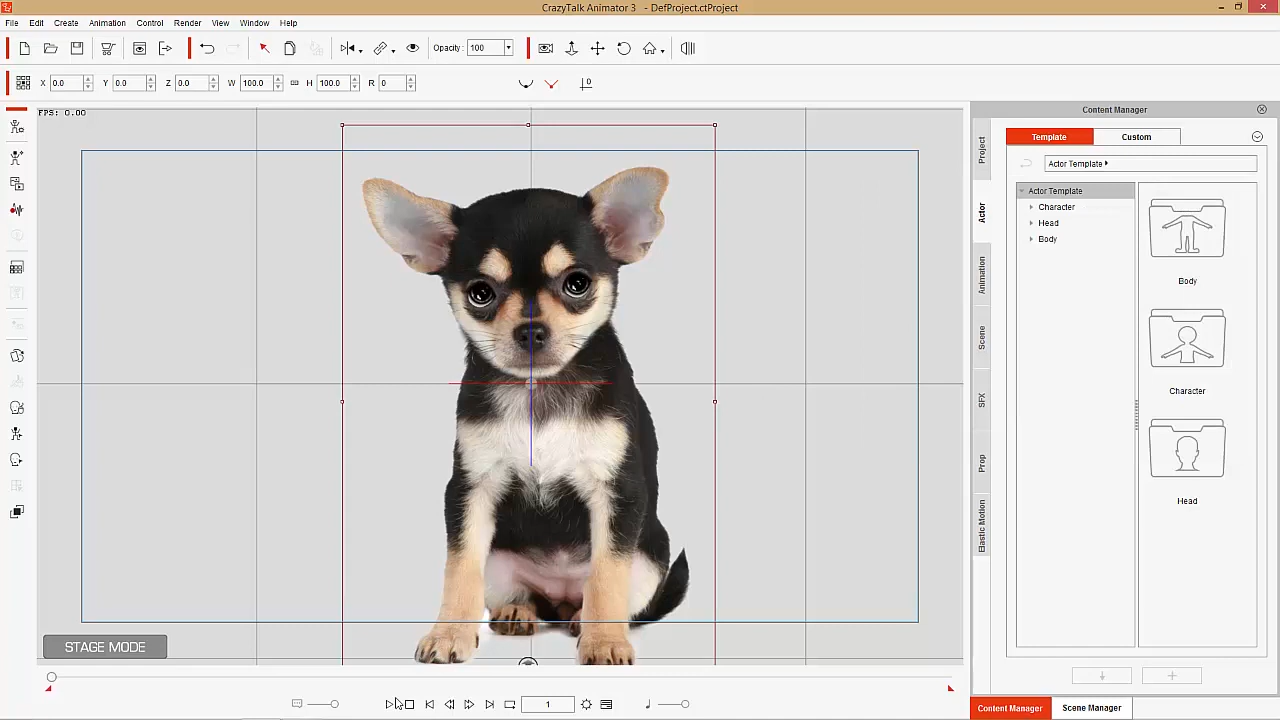 CrazyTalk Animator 3 - DefProject.ctProject
File Edit Create Animation Control Render View Window Help
Opacity : 100
X 0.0 Y 0.0 Z 0.0 W 100.0 H 100.0 R 0
FPS: 0.00
Content Manager
Template Custom
Actor Template
Actor Template
Character
Head
Body
Body
Character
Head
Project
Actor
Animation
Scene
SFX
Prop
Elastic Motion
STAGE MODE
1
Content Manager Scene Manager